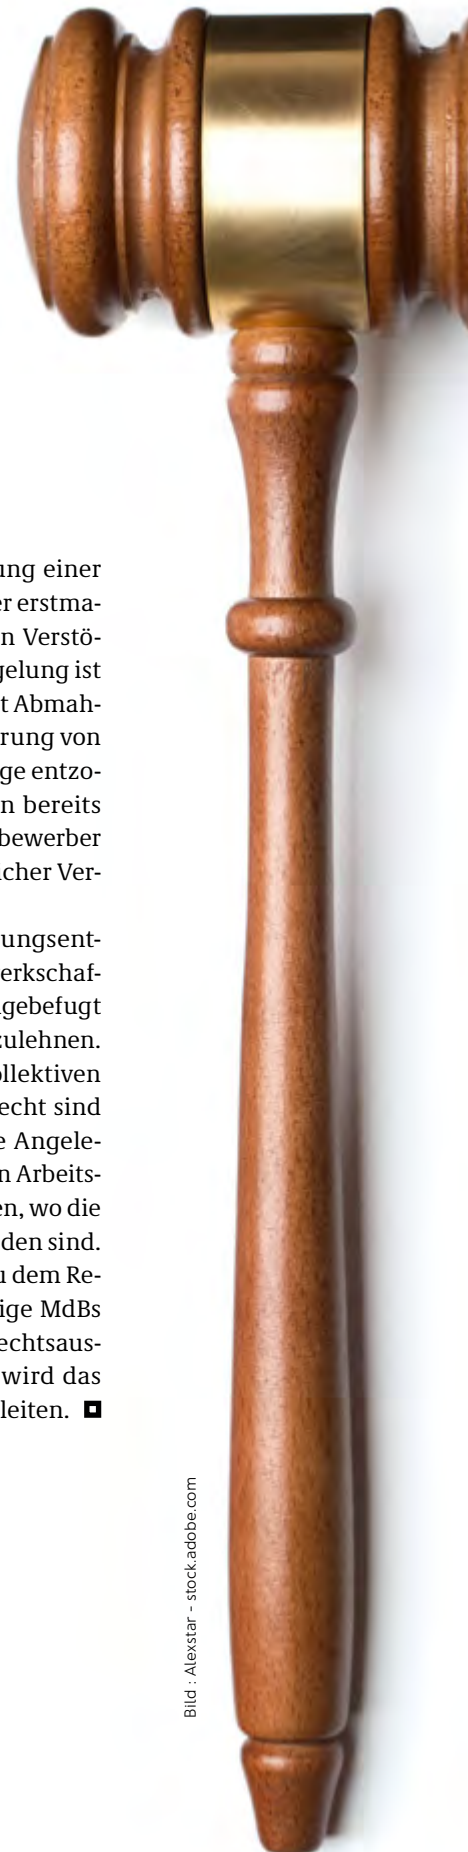 ung einer
er erstma-
n Verstö-
gelung ist
t Abmah-
rung von
ge entzo-
n bereits
bewerber
icher Ver-
ungsent-
erkschaf-
gebefugt
zulehnen.
ollektiven
echt sind
e Angele-
n Arbeits-
en, wo die
den sind.
u dem Re-
ige MdBs
echtsaus-
wird das
leiten.
Bild : Alexstar - stock.adobe.com